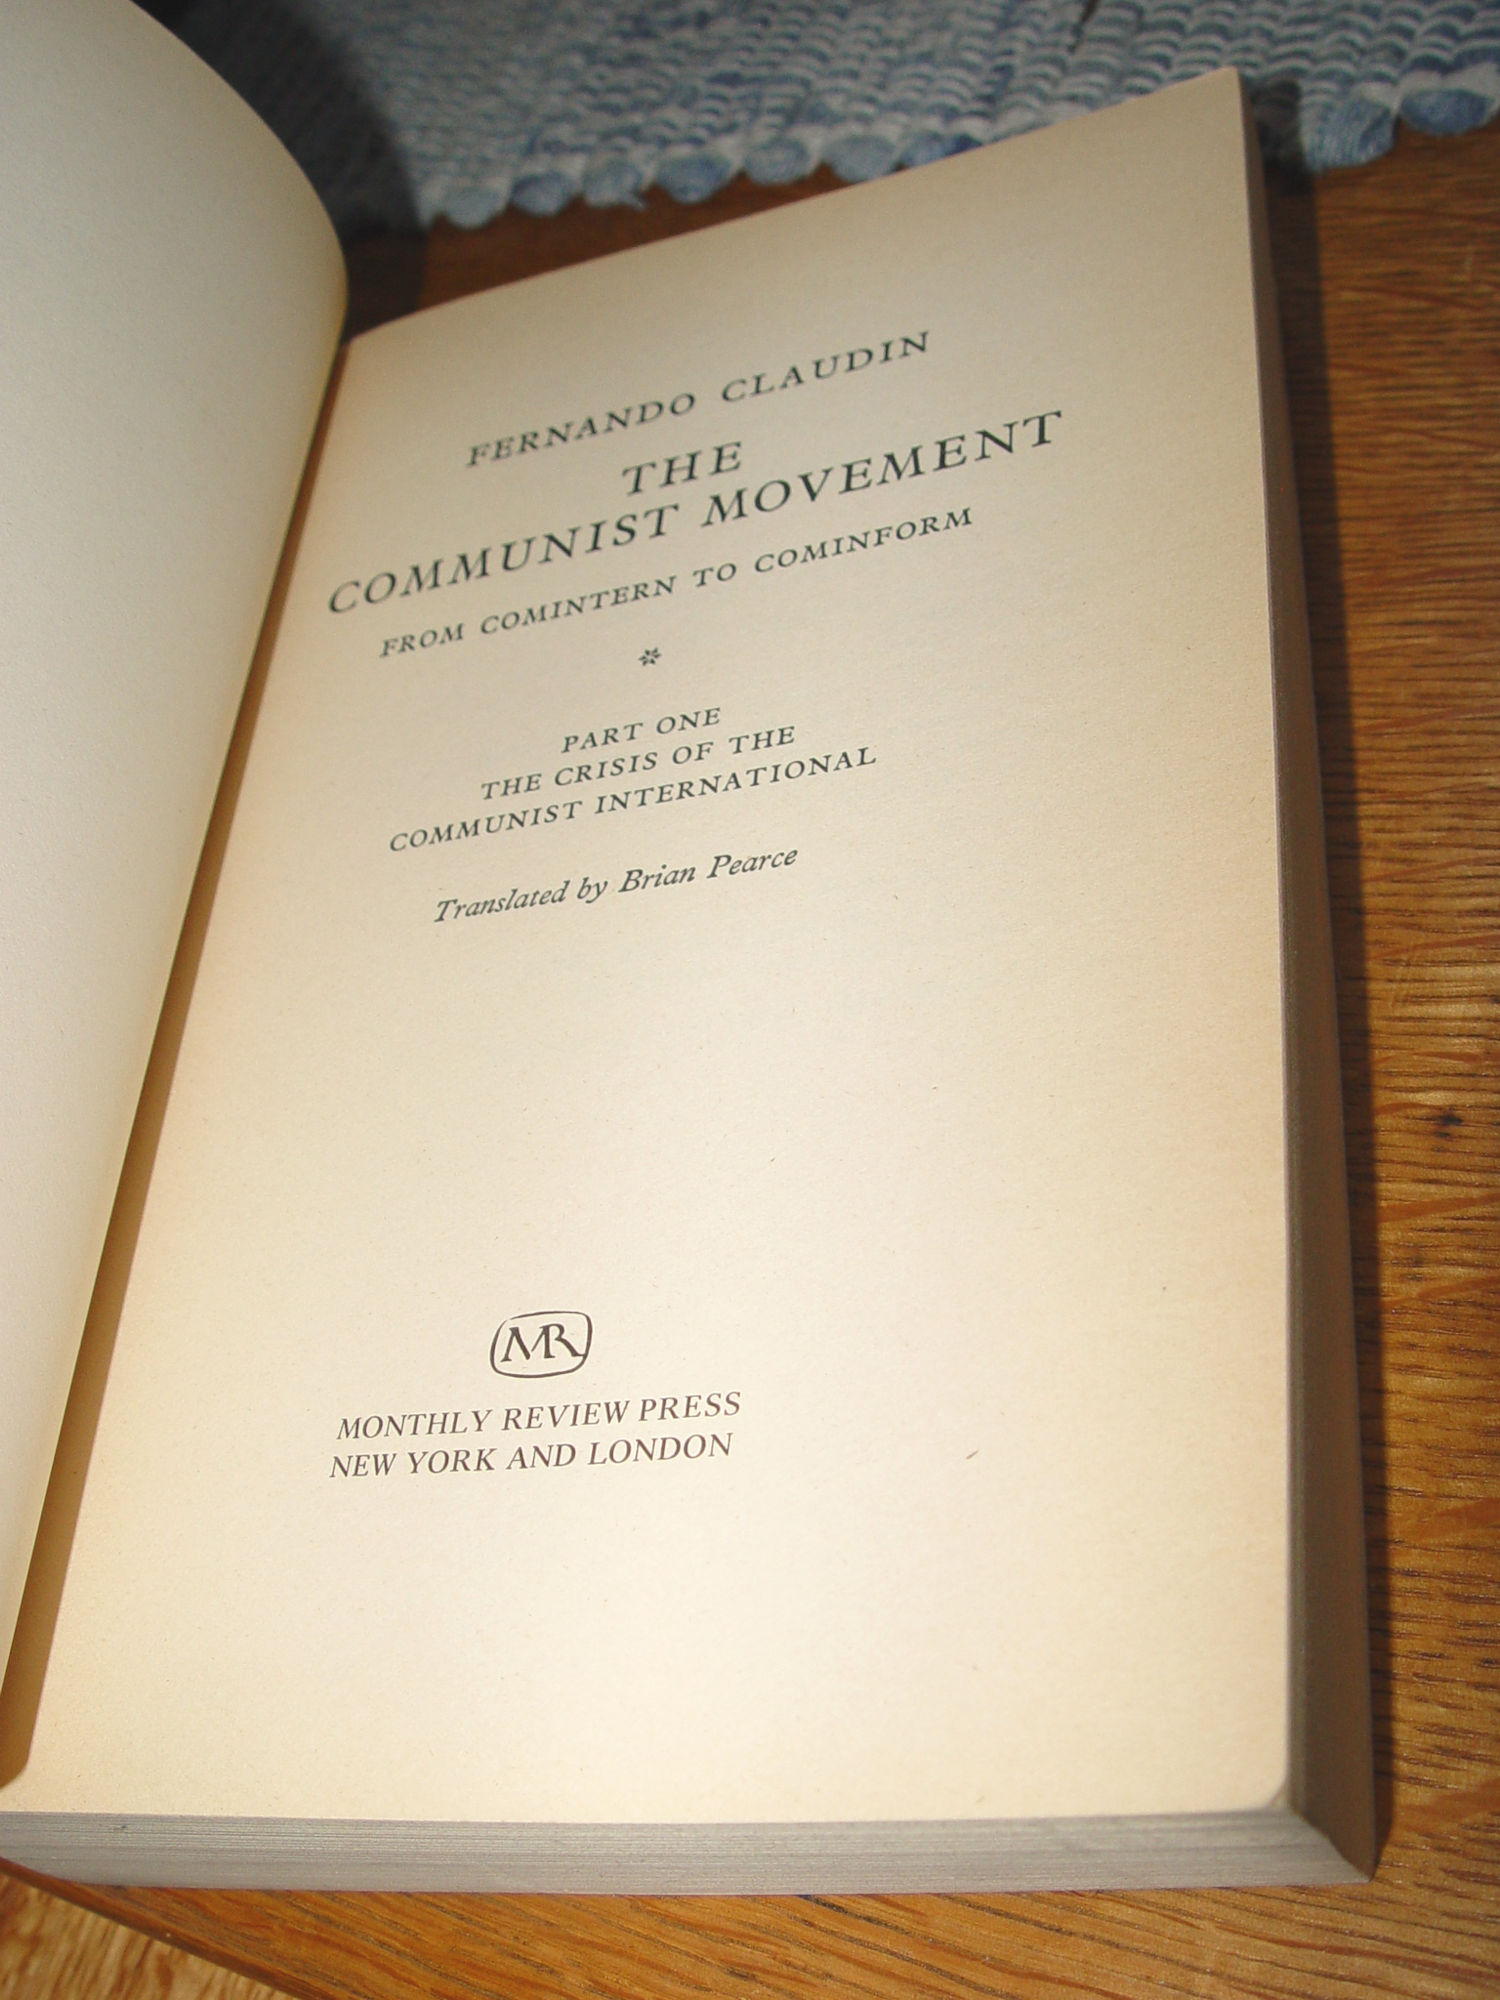 FERNANDO CLAUDIN
THE
COMMUNIST MOVEMENT
FROM COMINTERN TO COMINFORM
*
PART ONE
THE CRISIS OF THE
COMMUNIST INTERNATIONAL
Translated by Brian Pearce
MR
MONTHLY REVIEW PRESS
NEW YORK AND LONDON